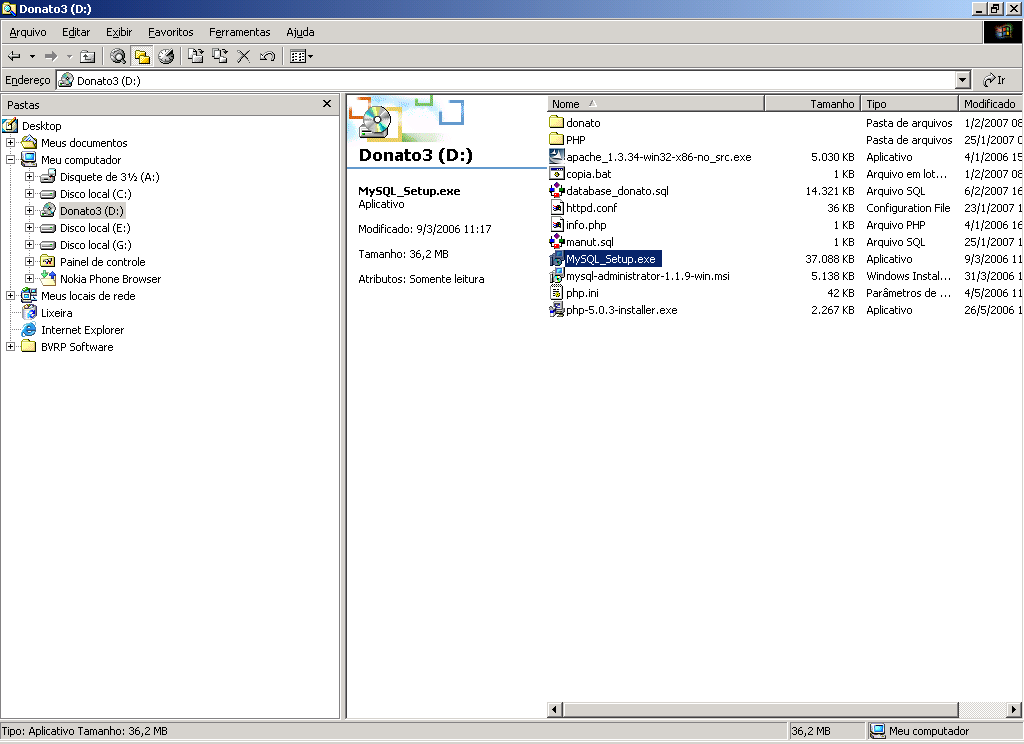 Donato3 (D:)
Arquivo Editar Exibir Favoritos Ferramentas Ajuda
Endereço Donato3 (D:) Ir
Pastas
Desktop
Meus documentos
Meu computador
Disquete de 3½ (A:)
Disco local (C:)
Donato3 (D:)
Disco local (E:)
Disco local (G:)
Painel de controle
Nokia Phone Browser
Meus locais de rede
Lixeira
Internet Explorer
BVRP Software
Donato3 (D:)
MySQL_Setup.exe
Aplicativo
Modificado: 9/3/2006 11:17
Tamanho: 36,2 MB
Atributos: Somente leitura
Nome Tamanho Tipo Modificado
donato Pasta de arquivos 1/2/2007 08
PHP Pasta de arquivos 25/1/2007 0
apache_1.3.34-win32-x86-no_src.exe 5.030 KB Aplicativo 4/1/2006 15
copia.bat 1 KB Arquivo em lot... 1/2/2007 08
database_donato.sql 14.321 KB Arquivo SQL 6/2/2007 16
httpd.conf 36 KB Configuration File 23/1/2007 1
info.php 1 KB Arquivo PHP 4/1/2006 16
manut.sql 1 KB Arquivo SQL 25/1/2007 1
MySQL_Setup.exe 37.088 KB Aplicativo 9/3/2006 11
mysql-administrator-1.1.9-win.msi 5.138 KB Windows Instal... 31/3/2006 1
php.ini 42 KB Parâmetros de ... 4/5/2006 11
php-5.0.3-installer.exe 2.267 KB Aplicativo 26/5/2006 1
Tipo: Aplicativo Tamanho: 36,2 MB 36,2 MB Meu computador